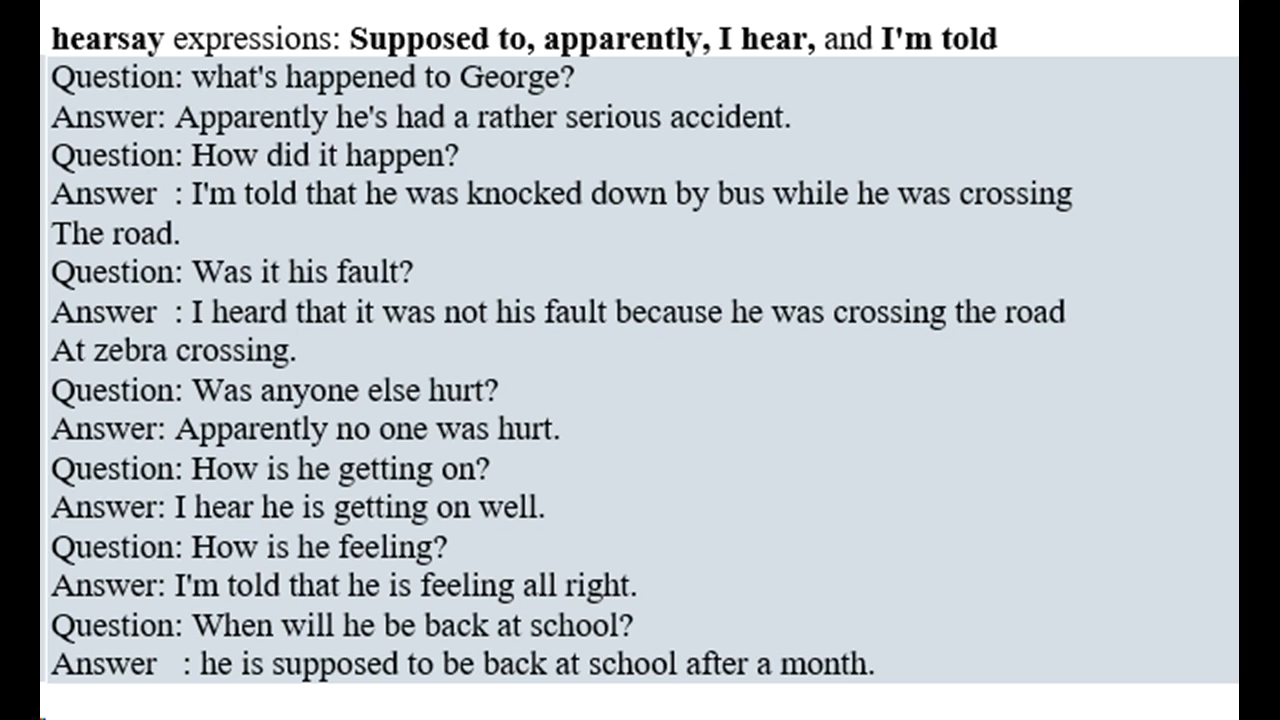 hearsay expressions: Supposed to, apparently, I hear, and I'm told
Question: what's happened to George?
Answer: Apparently he's had a rather serious accident.
Question: How did it happen?
Answer : I'm told that he was knocked down by bus while he was crossing
The road.
Question: Was it his fault?
Answer : I heard that it was not his fault because he was crossing the road
At zebra crossing.
Question: Was anyone else hurt?
Answer: Apparently no one was hurt.
Question: How is he getting on?
Answer: I hear he is getting on well.
Question: How is he feeling?
Answer: I'm told that he is feeling all right.
Question: When will he be back at school?
Answer : he is supposed to be back at school after a month.